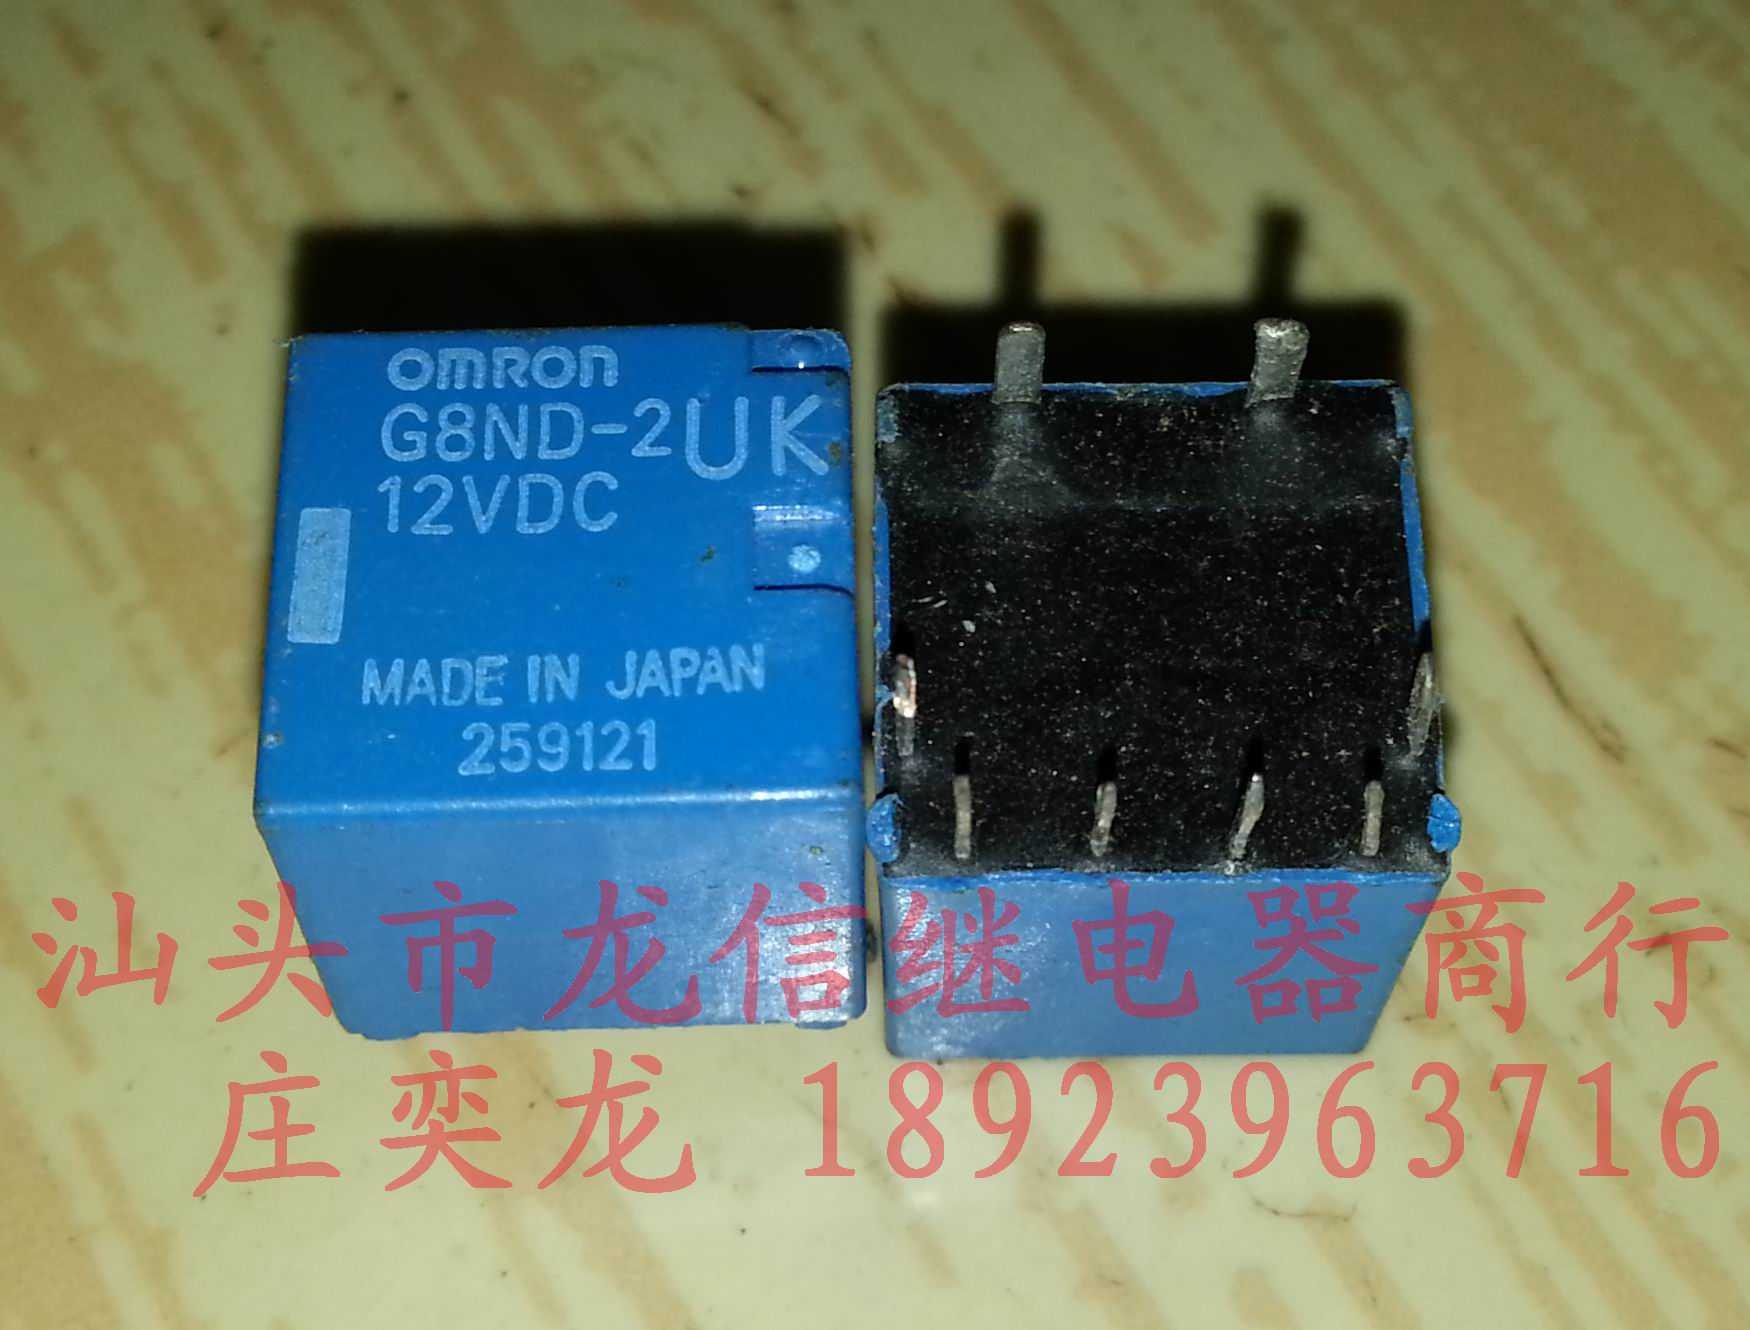 omron
G8ND-2UK
12VDC
MADE IN JAPAN
259121
汕头市龙信继电器商行
庄奕龙 18923963716